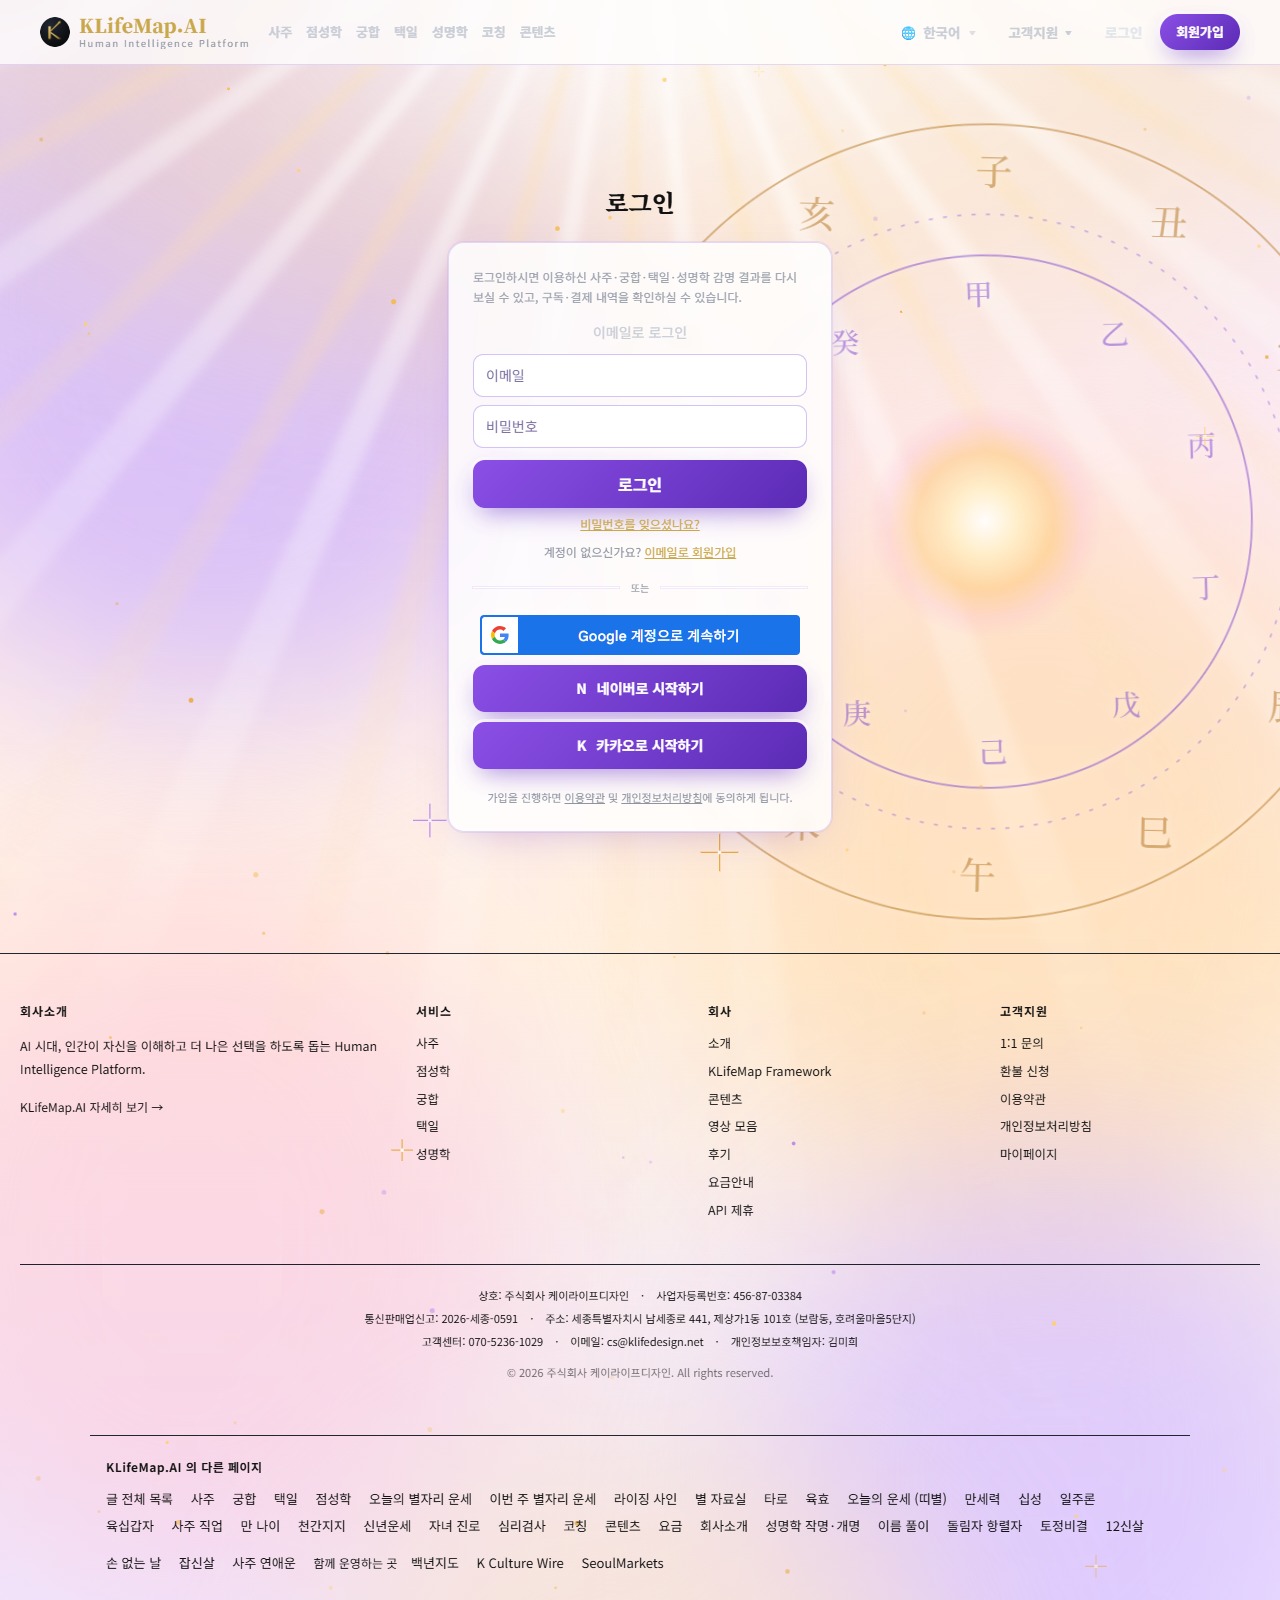 KLifeMap.AI
Human Intelligence Platform
사주 점성학 궁합 택일 성명학 코칭 콘텐츠
한국어 고객지원 로그인 회원가입
子
亥 丑
甲
癸 乙
丙
丁
庚 戊
己
巳
午
로그인
로그인하시면 이용하신 사주·궁합·택일·성명학 감명 결과를 다시
보실 수 있고, 구독·결제 내역을 확인하실 수 있습니다.
이메일로 로그인
이메일
비밀번호
로그인
비밀번호를 잊으셨나요?
계정이 없으신가요? 이메일로 회원가입
또는
Google 계정으로 계속하기
N 네이버로 시작하기
K 카카오로 시작하기
가입을 진행하면 이용약관 및 개인정보처리방침에 동의하게 됩니다.
회사소개
AI 시대, 인간이 자신을 이해하고 더 나은 선택을 하도록 돕는 Human
Intelligence Platform.
KLifeMap.AI 자세히 보기 →
서비스
사주
점성학
궁합
택일
성명학
회사
소개
KLifeMap Framework
콘텐츠
영상 모음
후기
요금안내
API 제휴
고객지원
1:1 문의
환불 신청
이용약관
개인정보처리방침
마이페이지
상호: 주식회사 케이라이프디자인 · 사업자등록번호: 456-87-03384
통신판매업신고: 2026-세종-0591 · 주소: 세종특별자치시 남세종로 441, 제상가1동 101호 (보람동, 호려울마을5단지)
고객센터: 070-5236-1029 · 이메일: cs@klifedesign.net · 개인정보보호책임자: 김미희
© 2026 주식회사 케이라이프디자인. All rights reserved.
KLifeMap.AI 의 다른 페이지
글 전체 목록 사주 궁합 택일 점성학 오늘의 별자리 운세 이번 주 별자리 운세 라이징 사인 별 자료실 타로 육효 오늘의 운세 (띠별) 만세력 십성 일주론
육십갑자 사주 직업 만 나이 천간지지 신년운세 자녀 진로 심리검사 코칭 콘텐츠 요금 회사소개 성명학 작명·개명 이름 풀이 돌림자 항렬자 토정비결 12신살
손 없는 날 잡신살 사주 연애운 함께 운영하는 곳 백년지도 K Culture Wire SeoulMarkets